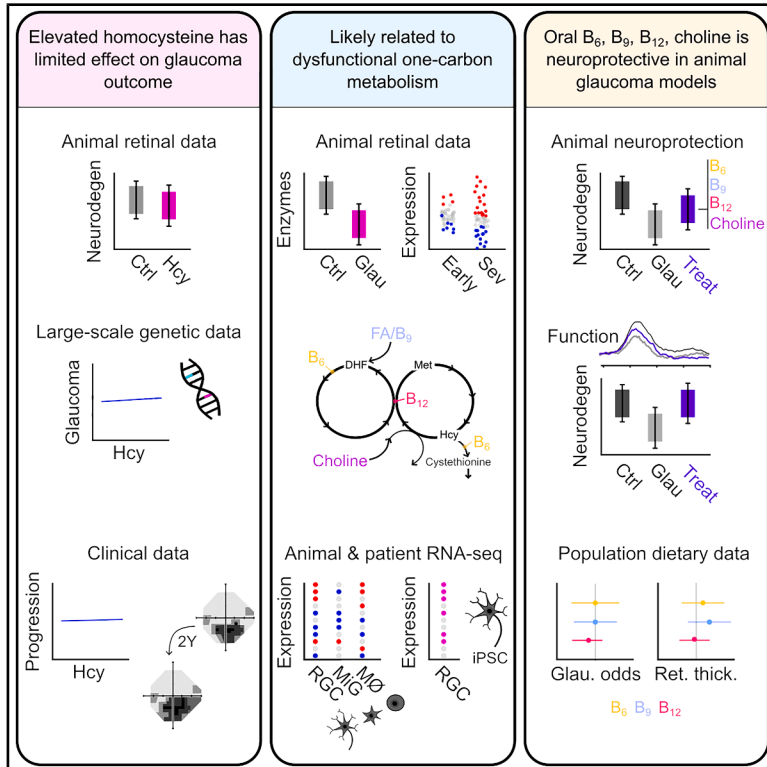 Elevated homocysteine has
limited effect on glaucoma
outcome
Animal retinal data
Neurodegen
Ctrl
Hcy
Large-scale genetic data
Glaucoma
Hcy
Clinical data
Progression
Hcy
2Y
Likely related to
dysfunctional one-carbon
metabolism
Animal retinal data
Enzymes
Ctrl
Glau
Expression
Early
Sev
FA/B₉
B₆
DHF
Met
B₁₂
Hcy
B₆
Choline
Cystethionine
Animal & patient RNA-seq
Expression
RGC
MiG
MØ
Expression
RGC
iPSC
Oral B₆, B₉, B₁₂, choline is
neuroprotective in animal
glaucoma models
Animal neuroprotection
Neurodegen
Ctrl
Glau
Treat
B₆
B₉
B₁₂
Choline
Function
Neurodegen
Ctrl
Glau
Treat
Population dietary data
Glau. odds
Ret. thick.
B₆ B₉ B₁₂